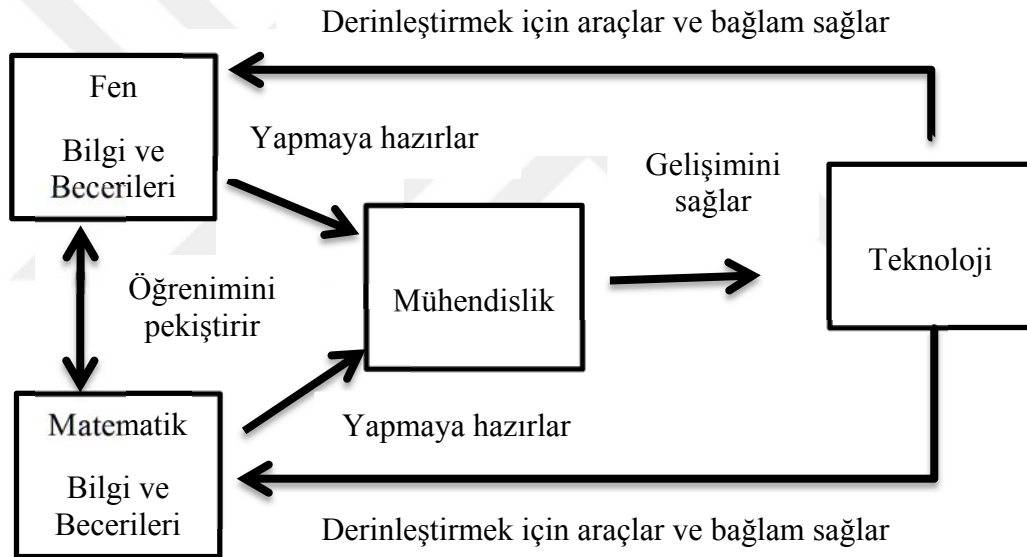 Derinleştirmek için araçlar ve bağlam sağlar
Fen
Bilgi ve
Becerileri
Yapmaya hazırlar
Gelişimini
sağlar
Teknoloji
Mühendislik
Öğrenimini
pekiştirir
Matematik
Bilgi ve
Becerileri
Yapmaya hazırlar
Derinleştirmek için araçlar ve bağlam sağlar